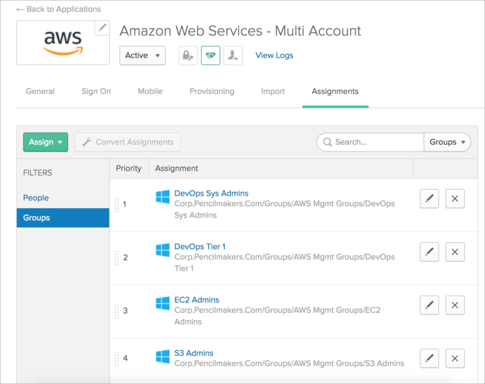 ← Back to Applications
aws
Amazon Web Services - Multi Account
Active
View Logs
General Sign On Mobile Provisioning Import Assignments
Assign Convert Assignments Search... Groups
FILTERS Priority Assignment
People
Groups
1 DevOps Sys Admins
Corp.Pencilmakers.Com/Groups/AWS Mgmt Groups/DevOps
Sys Admins
2 DevOps Tier 1
Corp.Pencilmakers.Com/Groups/AWS Mgmt Groups/DevOps
Tier 1
3 EC2 Admins
Corp.Pencilmakers.Com/Groups/AWS Mgmt Groups/EC2
Admins
4 S3 Admins
Corp.Pencilmakers.Com/Groups/AWS Mgmt Groups/S3 Admins